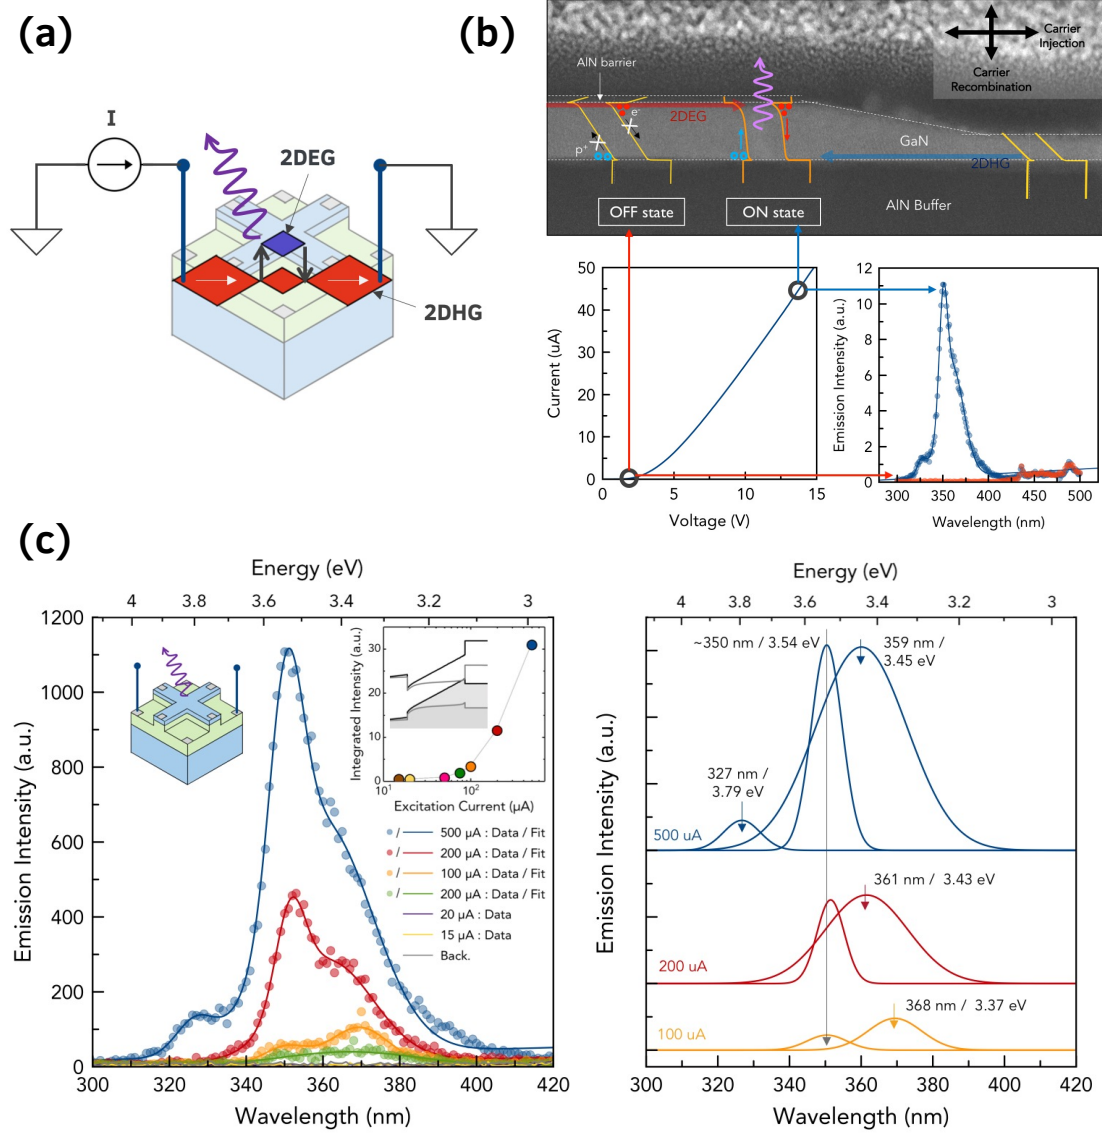 (a)
I
2DEG
2DHG
(b)
AlN barrier
Carrier
Injection
Carrier
Recombination
2DEG
e-
p+
GaN
2DHG
AlN Buffer
OFF state
ON state
50
40
30
20
10
0
Current (uA)
0 5 10 15
Voltage (V)
12
10
8
6
4
2
0
Emission Intensity (a.u.)
300 350 400 450 500
Wavelength (nm)
(c)
Energy (eV)
4 3.8 3.6 3.4 3.2 3
1200
1000
800
600
400
200
0
Emission Intensity (a.u.)
300 320 340 360 380 400 420
Wavelength (nm)
30
20
10
0
Integrated Intensity (a.u.)
10¹ 10²
Excitation Current (µA)
/ 500 µA : Data / Fit
/ 200 µA : Data / Fit
/ 100 µA : Data / Fit
/ 200 µA : Data / Fit
20 µA : Data
15 µA : Data
Back.
Energy (eV)
4 3.8 3.6 3.4 3.2 3
Emission Intensity (a.u.)
~350 nm / 3.54 eV
359 nm /
3.45 eV
327 nm /
3.79 eV
500 uA
361 nm / 3.43 eV
200 uA
368 nm / 3.37 eV
100 uA
300 320 340 360 380 400 420
Wavelength (nm)